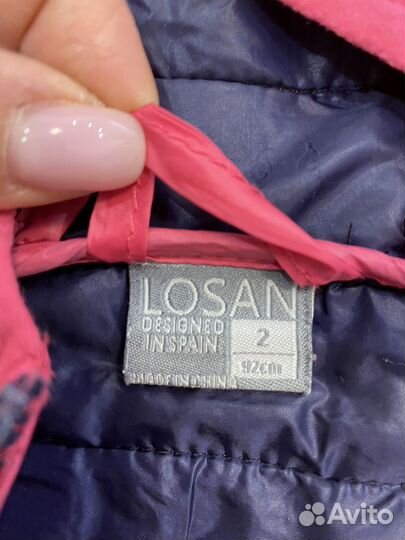 LOSAN
DESIGNED
IN SPAIN
2
92cm
MADE IN CHINA
Avito